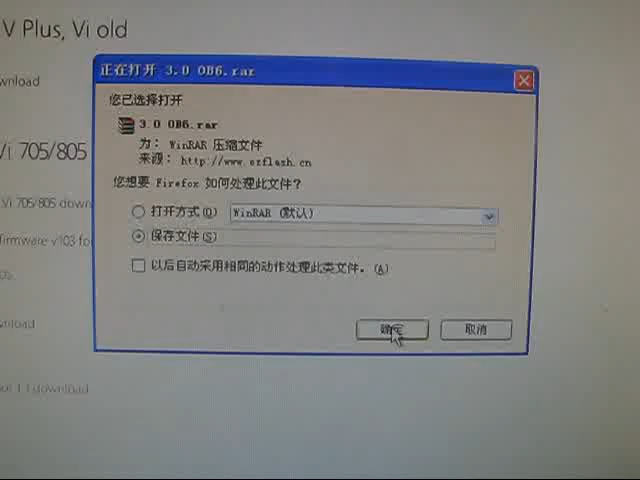 V Plus, Vi old
wnload
正在打开 3.0 OB6.rar
您已选择打开
3.0 OB6.rar
为： WinRAR 压缩文件
来源： http://www.ezflash.cn
Vi 705/805
您想要 Firefox 如何处理此文件？
Vi 705/805 down
打开方式(O) WinRAR (默认)
保存文件(S)
firmware v103 fo
以后自动采用相同的动作处理此类文件。(A)
wnload
确定 取消
1.1 download